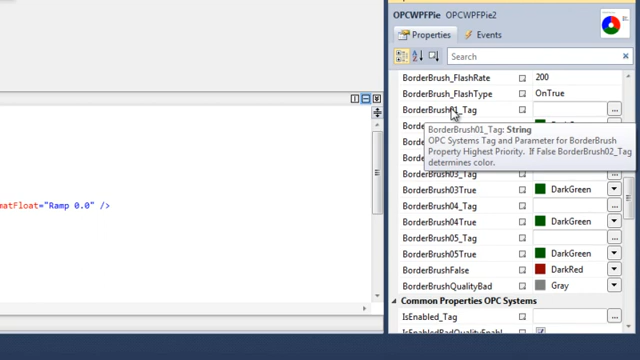 OPCWPFPie OPCWPFPie2
Properties Events
Search
BorderBrush_FlashRate 200
BorderBrush_FlashType OnTrue
BorderBrush01_Tag ...
BorderBrush01_Tag: String
OPC Systems Tag and Parameter for BorderBrush
Property Highest Priority. If False BorderBrush02_Tag
determines color.
BorderBrush03True DarkGreen
matFloat="Ramp 0.0" />
BorderBrush04_Tag ...
BorderBrush04True DarkGreen
BorderBrush05_Tag ...
BorderBrush05True DarkGreen
BorderBrushFalse DarkRed
BorderBrushQualityBad Gray
Common Properties OPC Systems
IsEnabled_Tag ...